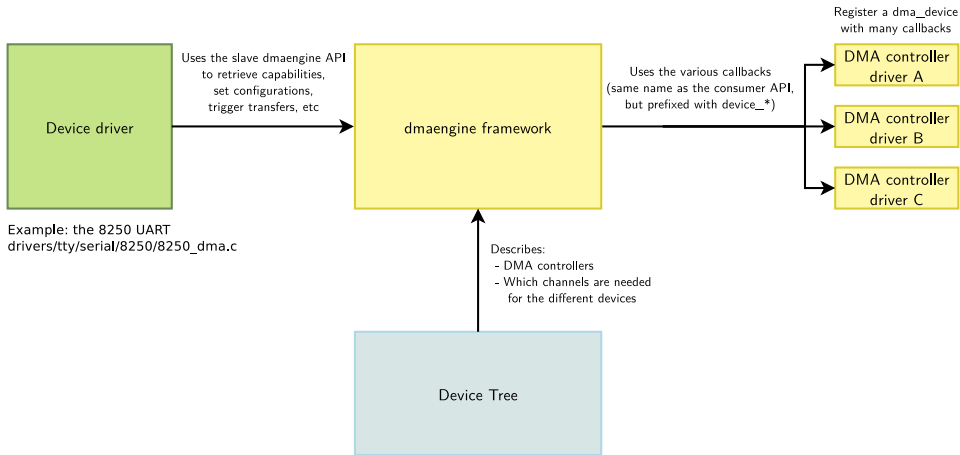 Register a dma_device
with many callbacks
Uses the slave dmaengine API
to retrieve capabilities,
set configurations,
trigger transfers, etc
Device driver
dmaengine framework
Uses the various callbacks
(same name as the consumer API,
but prefixed with device_*)
DMA controller
driver A
DMA controller
driver B
DMA controller
driver C
Example: the 8250 UART
drivers/tty/serial/8250/8250_dma.c
Describes:
- DMA controllers
- Which channels are needed
for the different devices
Device Tree